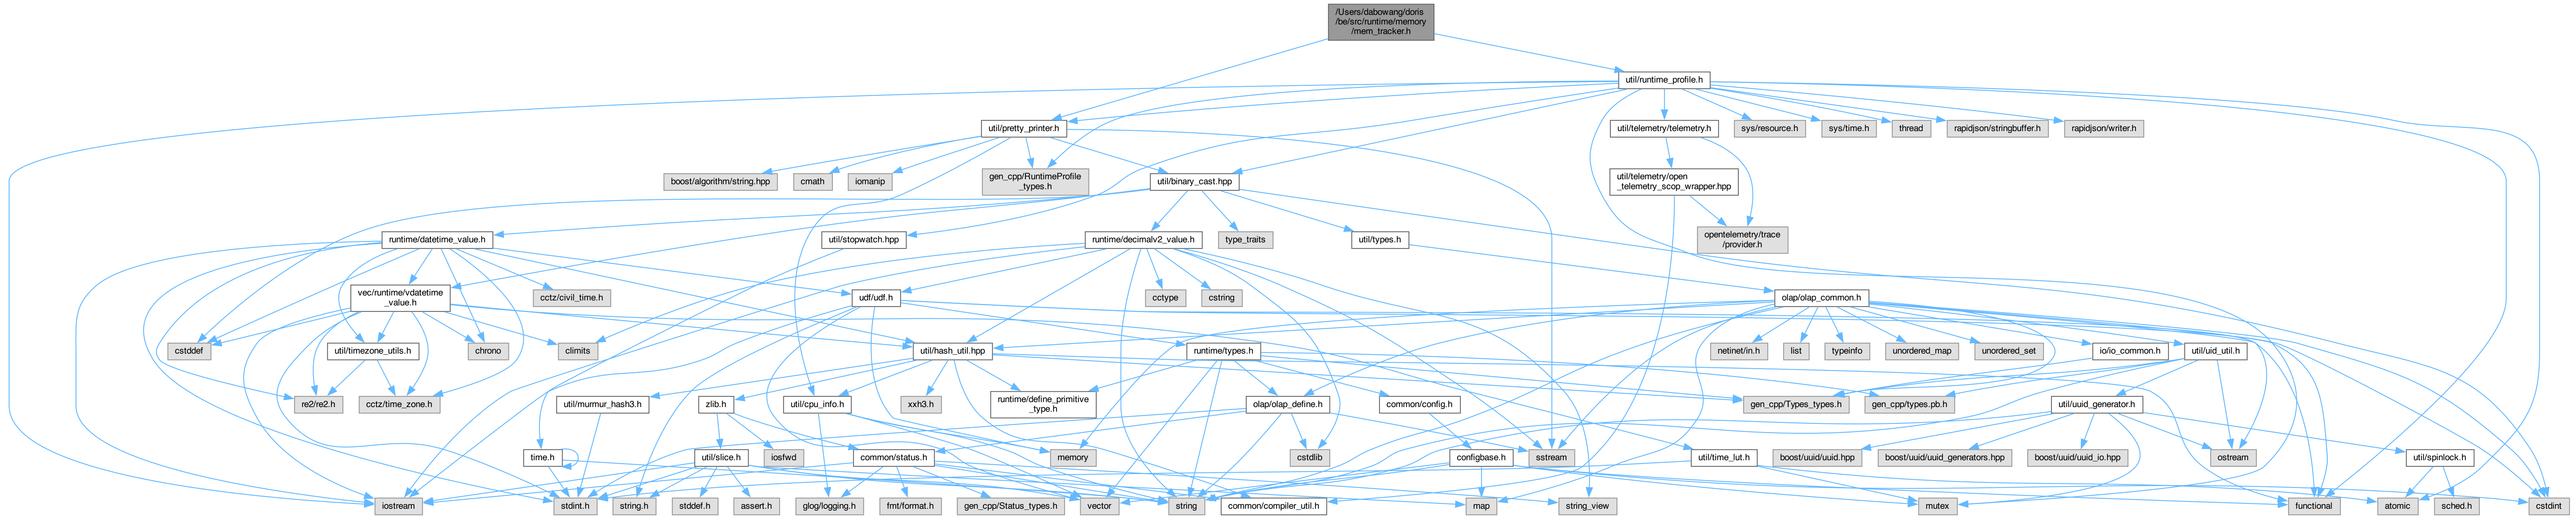 /Users/dabowang/doris
/be/src/runtime/memory
/mem_tracker.h
util/runtime_profile.h
util/pretty_printer.h
util/telemetry/telemetry.h
sys/resource.h
sys/time.h
thread
rapidjson/stringbuffer.h
rapidjson/writer.h
boost/algorithm/string.hpp
cmath
iomanip
gen_cpp/RuntimeProfile
_types.h
util/binary_cast.hpp
util/telemetry/open
_telemetry_scop_wrapper.hpp
runtime/datetime_value.h
util/stopwatch.hpp
runtime/decimalv2_value.h
type_traits
util/types.h
opentelemetry/trace
/provider.h
vec/runtime/vdatetime
_value.h
cctz/civil_time.h
udf/udf.h
cctype
cstring
olap/olap_common.h
cstddef
util/timezone_utils.h
chrono
climits
util/hash_util.hpp
runtime/types.h
netinet/in.h
list
typeinfo
unordered_map
unordered_set
io/io_common.h
util/uid_util.h
re2/re2.h
cctz/time_zone.h
util/murmur_hash3.h
zlib.h
util/cpu_info.h
xxh3.h
runtime/define_primitive
_type.h
olap/olap_define.h
common/config.h
gen_cpp/Types_types.h
gen_cpp/types.pb.h
util/uuid_generator.h
time.h
util/slice.h
iosfwd
common/status.h
memory
cstdlib
configbase.h
sstream
util/time_lut.h
boost/uuid/uuid.hpp
boost/uuid/uuid_generators.hpp
boost/uuid/uuid_io.hpp
ostream
util/spinlock.h
iostream
stdint.h
string.h
stddef.h
assert.h
glog/logging.h
fmt/format.h
gen_cpp/Status_types.h
vector
string
common/compiler_util.h
map
string_view
mutex
functional
atomic
sched.h
cstdint